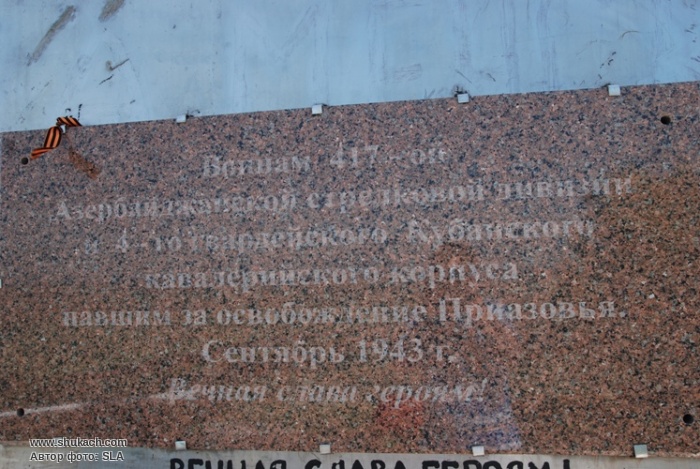 Воинам 417 - ой
Азербайджанской стрелковой дивизии
и 4 - го гвардейского Кубанского
кавалерийского корпуса
павшим за освобождение Приазовья.
Сентябрь 1943 г.
Вечная слава героям!
www.shukach.com
Автор фото: SLA
ВЕЧНАЯ СЛАВА ГЕРОЯМ !